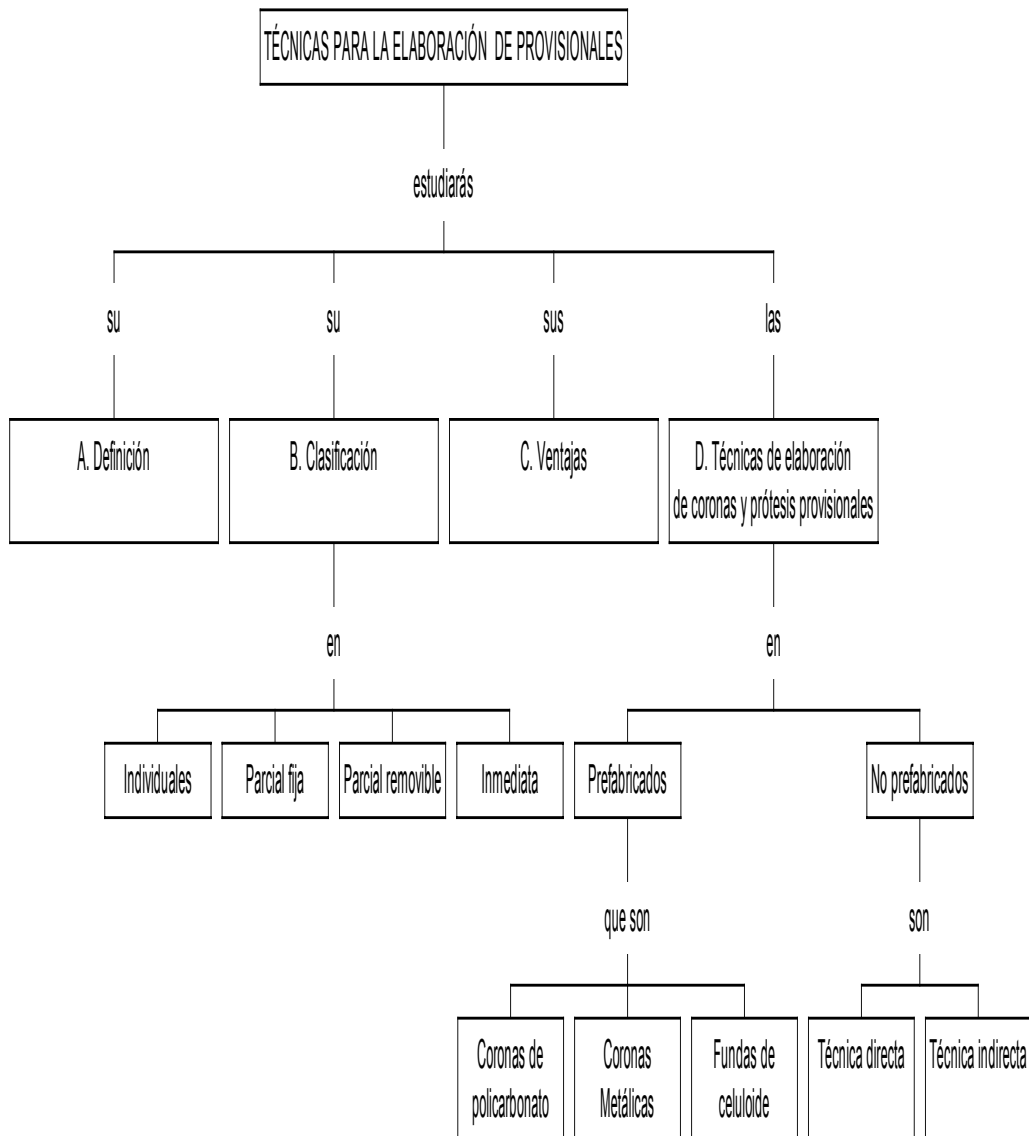 TÉCNICAS PARA LA ELABORACIÓN DE PROVISIONALES
estudiarás
su
su
sus
las
A. Definición
B. Clasificación
C. Ventajas
D. Técnicas de elaboración
de coronas y prótesis provisionales
en
en
Individuales
Parcial fija
Parcial removible
Inmediata
Prefabricados
No prefabricados
que son
son
Coronas de
policarbonato
Coronas
Metálicas
Fundas de
celuloide
Técnica directa
Técnica indirecta